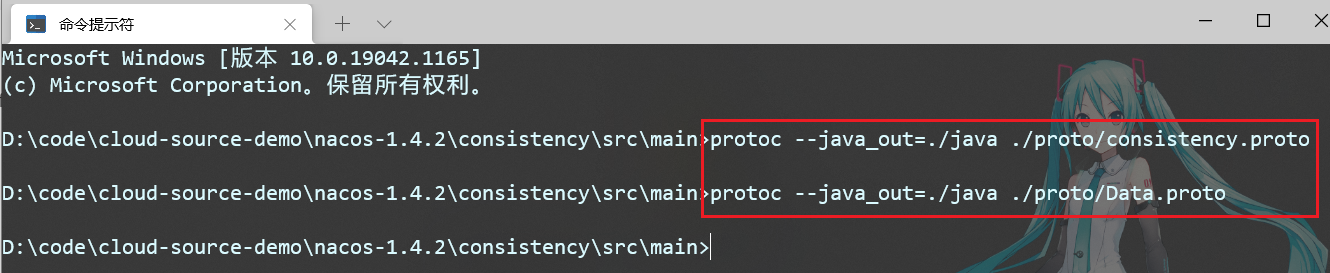 命令提示符
Microsoft Windows [版本 10.0.19042.1165]
(c) Microsoft Corporation。保留所有权利。
D:\code\cloud-source-demo\nacos-1.4.2\consistency\src\main>protoc --java_out=./java ./proto/consistency.proto
D:\code\cloud-source-demo\nacos-1.4.2\consistency\src\main>protoc --java_out=./java ./proto/Data.proto
D:\code\cloud-source-demo\nacos-1.4.2\consistency\src\main>